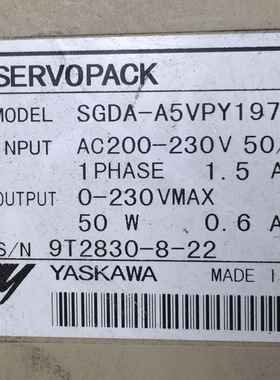 SERVOPACK
MODEL SGDA-A5VPY197
INPUT AC200-230V 50/
1PHASE 1.5 A
OUTPUT 0-230VMAX
50 W 0.6 A
S/N 9T2830-8-22
YASKAWA MADE I